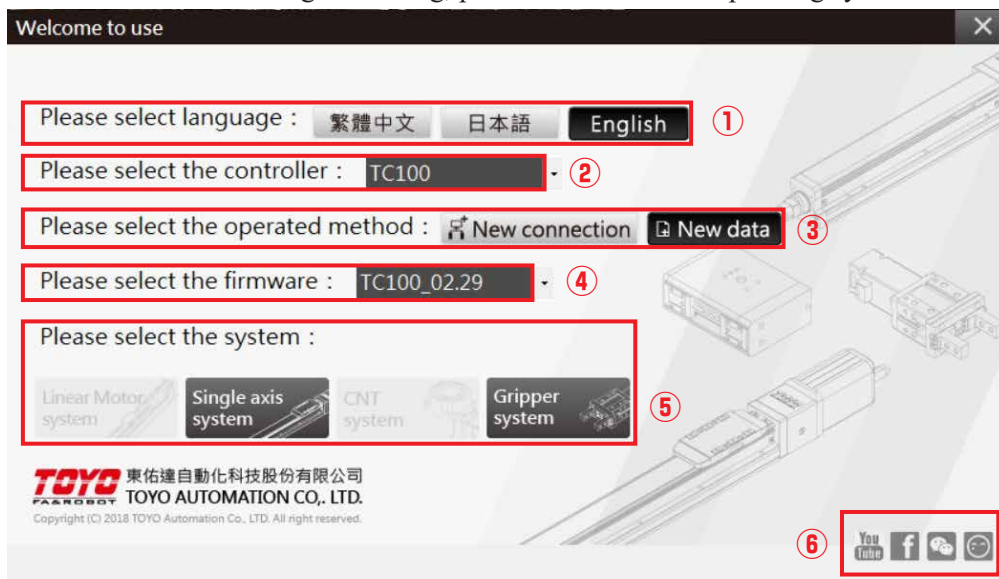 Welcome to use
Please select language : 繁體中文 日本語 English ①
Please select the controller : TC100 ②
Please select the operated method : New connection New data ③
Please select the firmware : TC100_02.29 ④
Please select the system :
Linear Motor system Single axis system CNT system Gripper system ⑤
TOYO 東佑達自動化科技股份有限公司
FA&ROBOT TOYO AUTOMATION CO,. LTD.
Copyright (C) 2018 TOYO Automation Co., LTD. All right reserved.
⑥ You Tube f